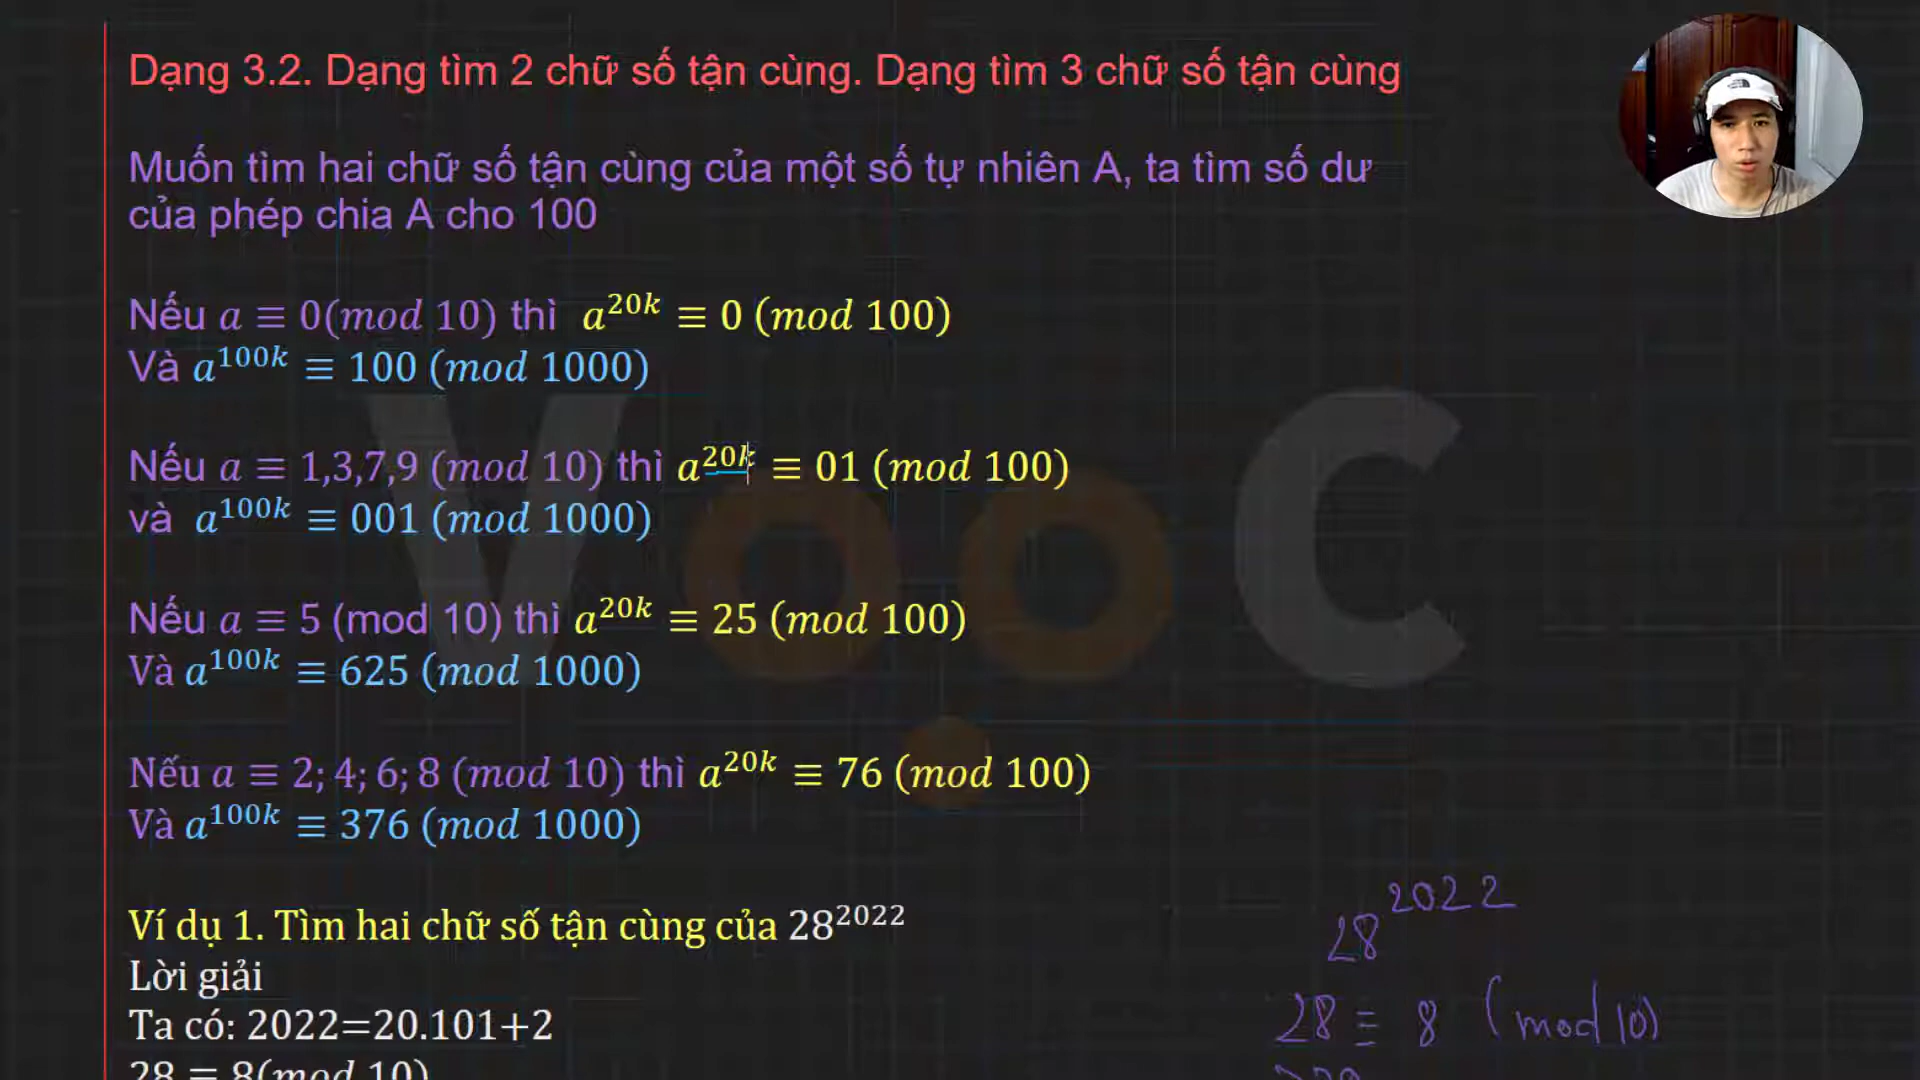 Dạng 3.2. Dạng tìm 2 chữ số tận cùng. Dạng tìm 3 chữ số tận cùng
Muốn tìm hai chữ số tận cùng của một số tự nhiên A, ta tìm số dư
của phép chia A cho 100
Nếu a ≡ 0(mod 10) thì a^{20k} ≡ 0 (mod 100)
Và a^{100k} ≡ 100 (mod 1000)
Nếu a ≡ 1,3,7,9 (mod 10) thì a^{20k} ≡ 01 (mod 100)
và a^{100k} ≡ 001 (mod 1000)
Nếu a ≡ 5 (mod 10) thì a^{20k} ≡ 25 (mod 100)
Và a^{100k} ≡ 625 (mod 1000)
Nếu a ≡ 2; 4; 6; 8 (mod 10) thì a^{20k} ≡ 76 (mod 100)
Và a^{100k} ≡ 376 (mod 1000)
Ví dụ 1. Tìm hai chữ số tận cùng của 28^{2022}
Lời giải
Ta có: 2022=20.101+2
28 ≡ 8(mod 10)
28^{2022}
28 ≡ 8 (mod 10)
VooC